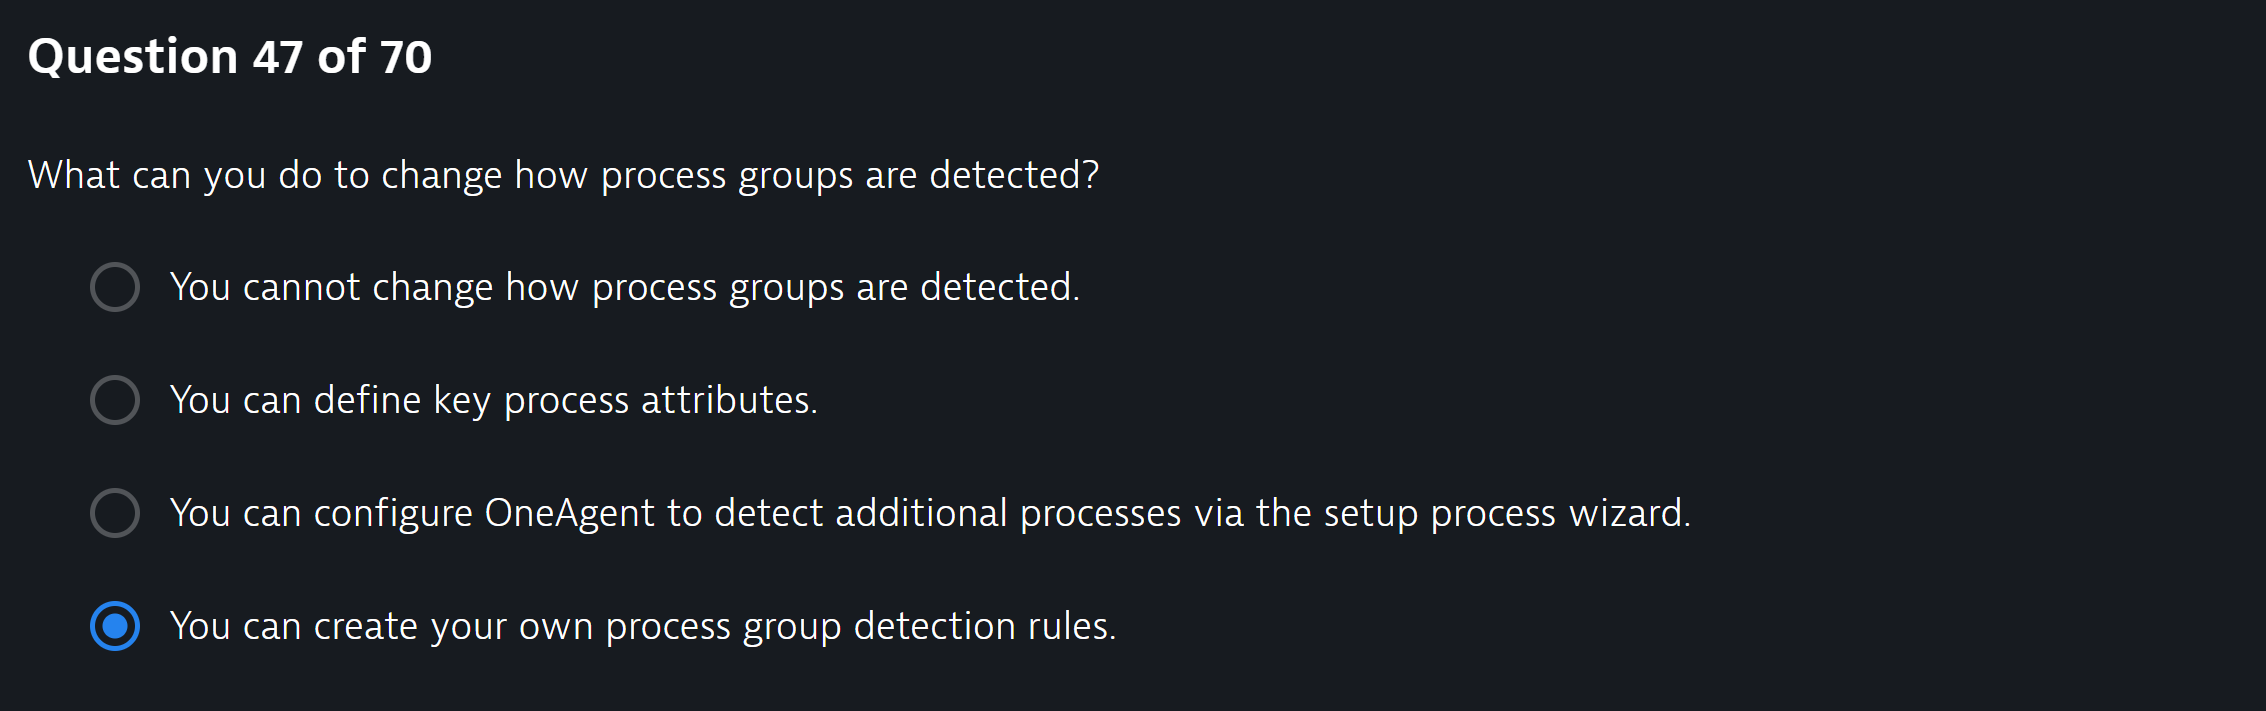 Question 47 of 70
What can you do to change how process groups are detected?
You cannot change how process groups are detected.
You can define key process attributes.
You can configure OneAgent to detect additional processes via the setup process wizard.
You can create your own process group detection rules.